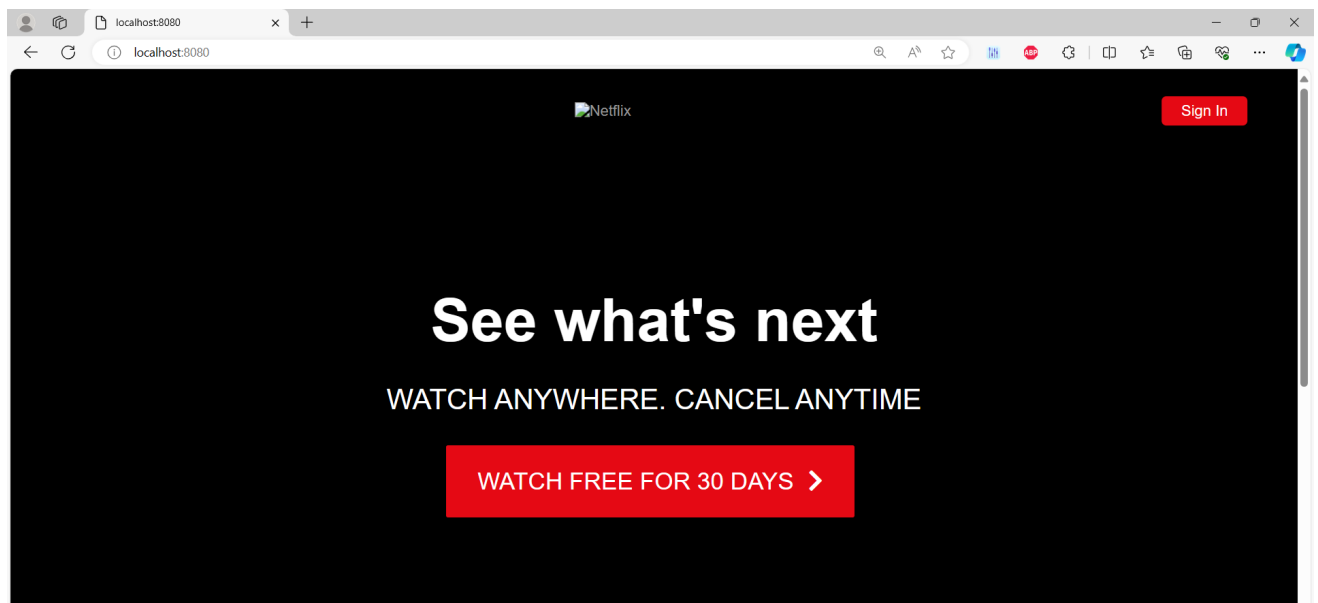 localhost:8080
localhost:8080
ABP
Netflix
Sign In
See what's next
WATCH ANYWHERE. CANCEL ANYTIME
WATCH FREE FOR 30 DAYS